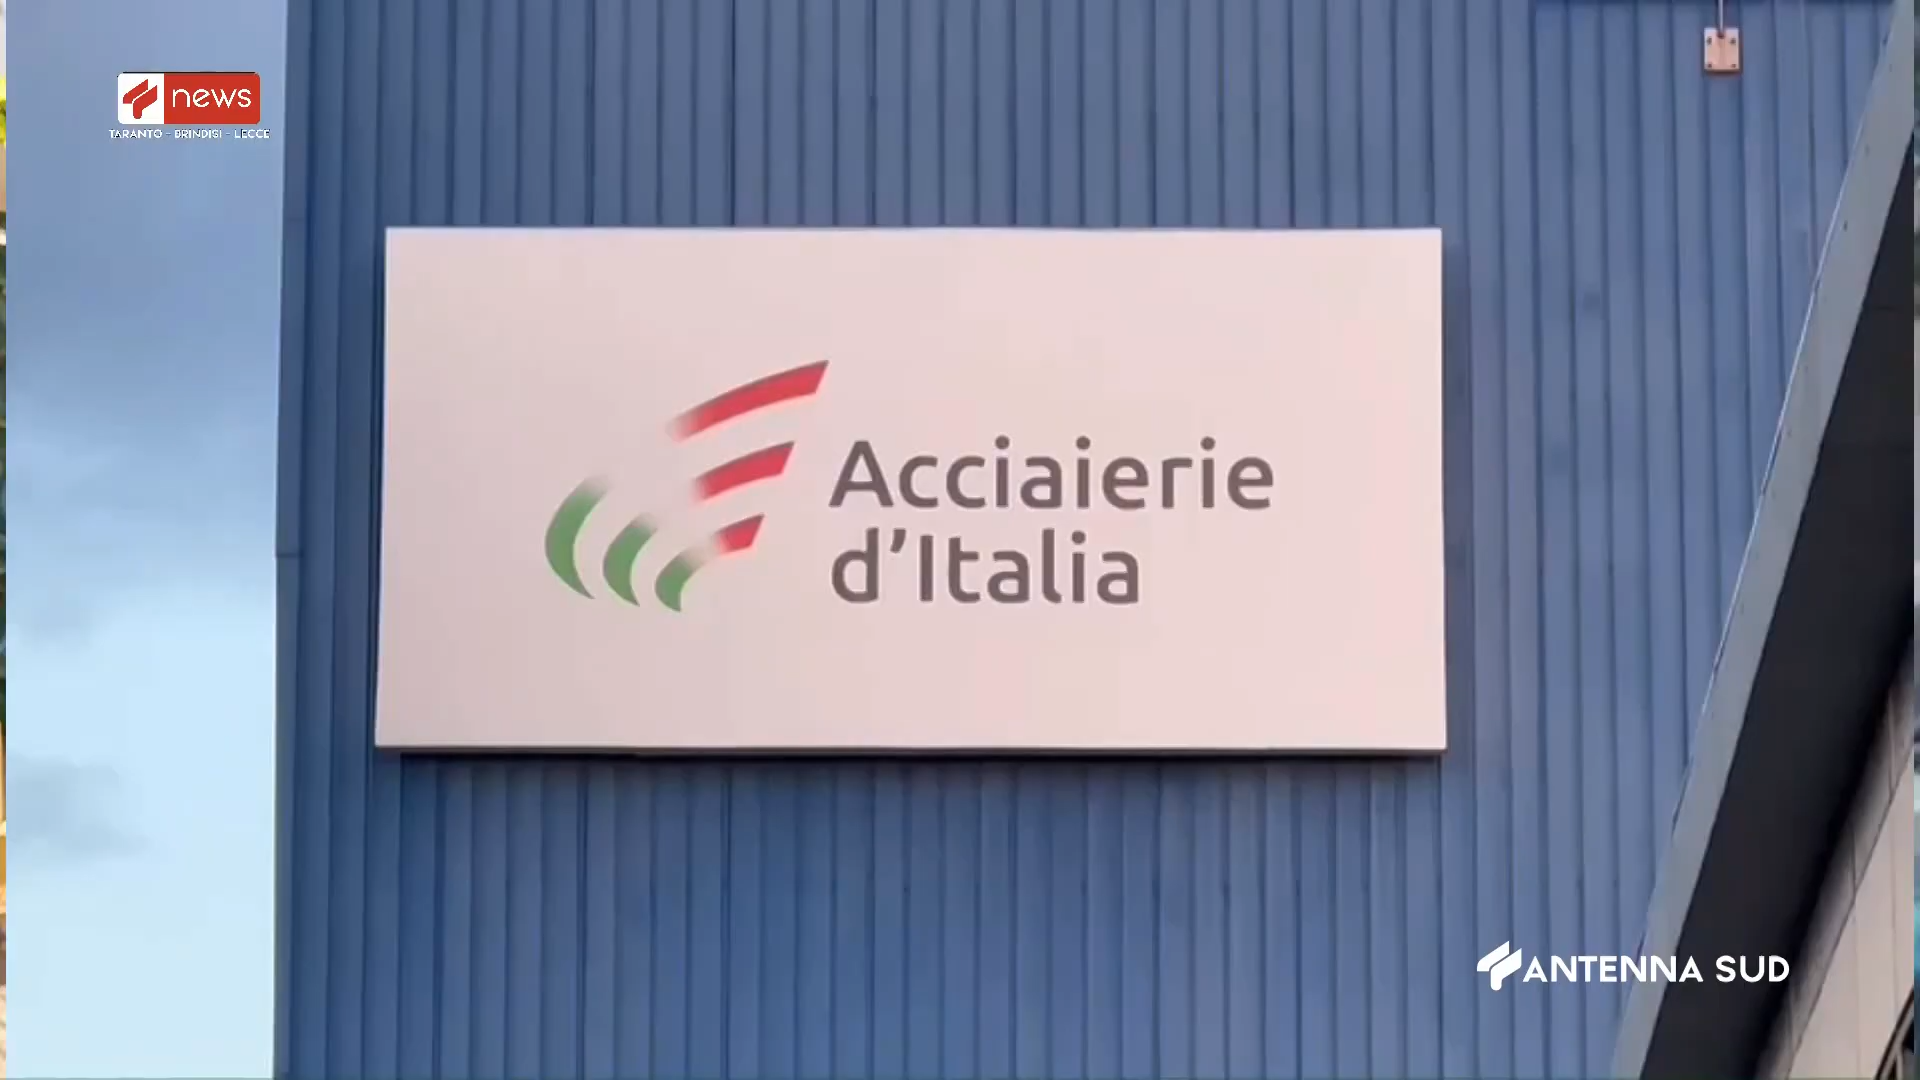 news
TARANTO - BRINDISI - LECCE
Acciaierie
d'Italia
ANTENNA SUD